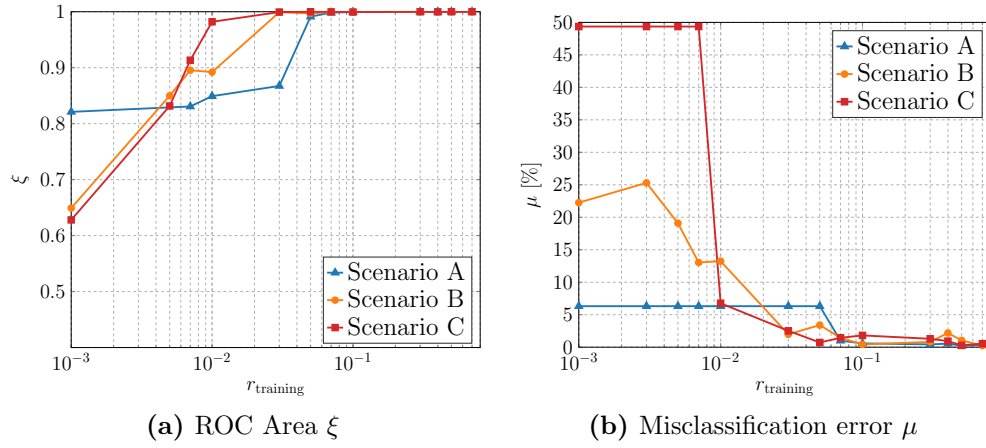 1
0.9
0.8
0.7
0.6
0.5
ξ
10⁻³
10⁻²
10⁻¹
r_training
Scenario A
Scenario B
Scenario C
(a) ROC Area ξ
50
45
40
35
30
25
20
15
10
5
0
μ [%]
10⁻³
10⁻²
10⁻¹
r_training
Scenario A
Scenario B
Scenario C
(b) Misclassification error μ